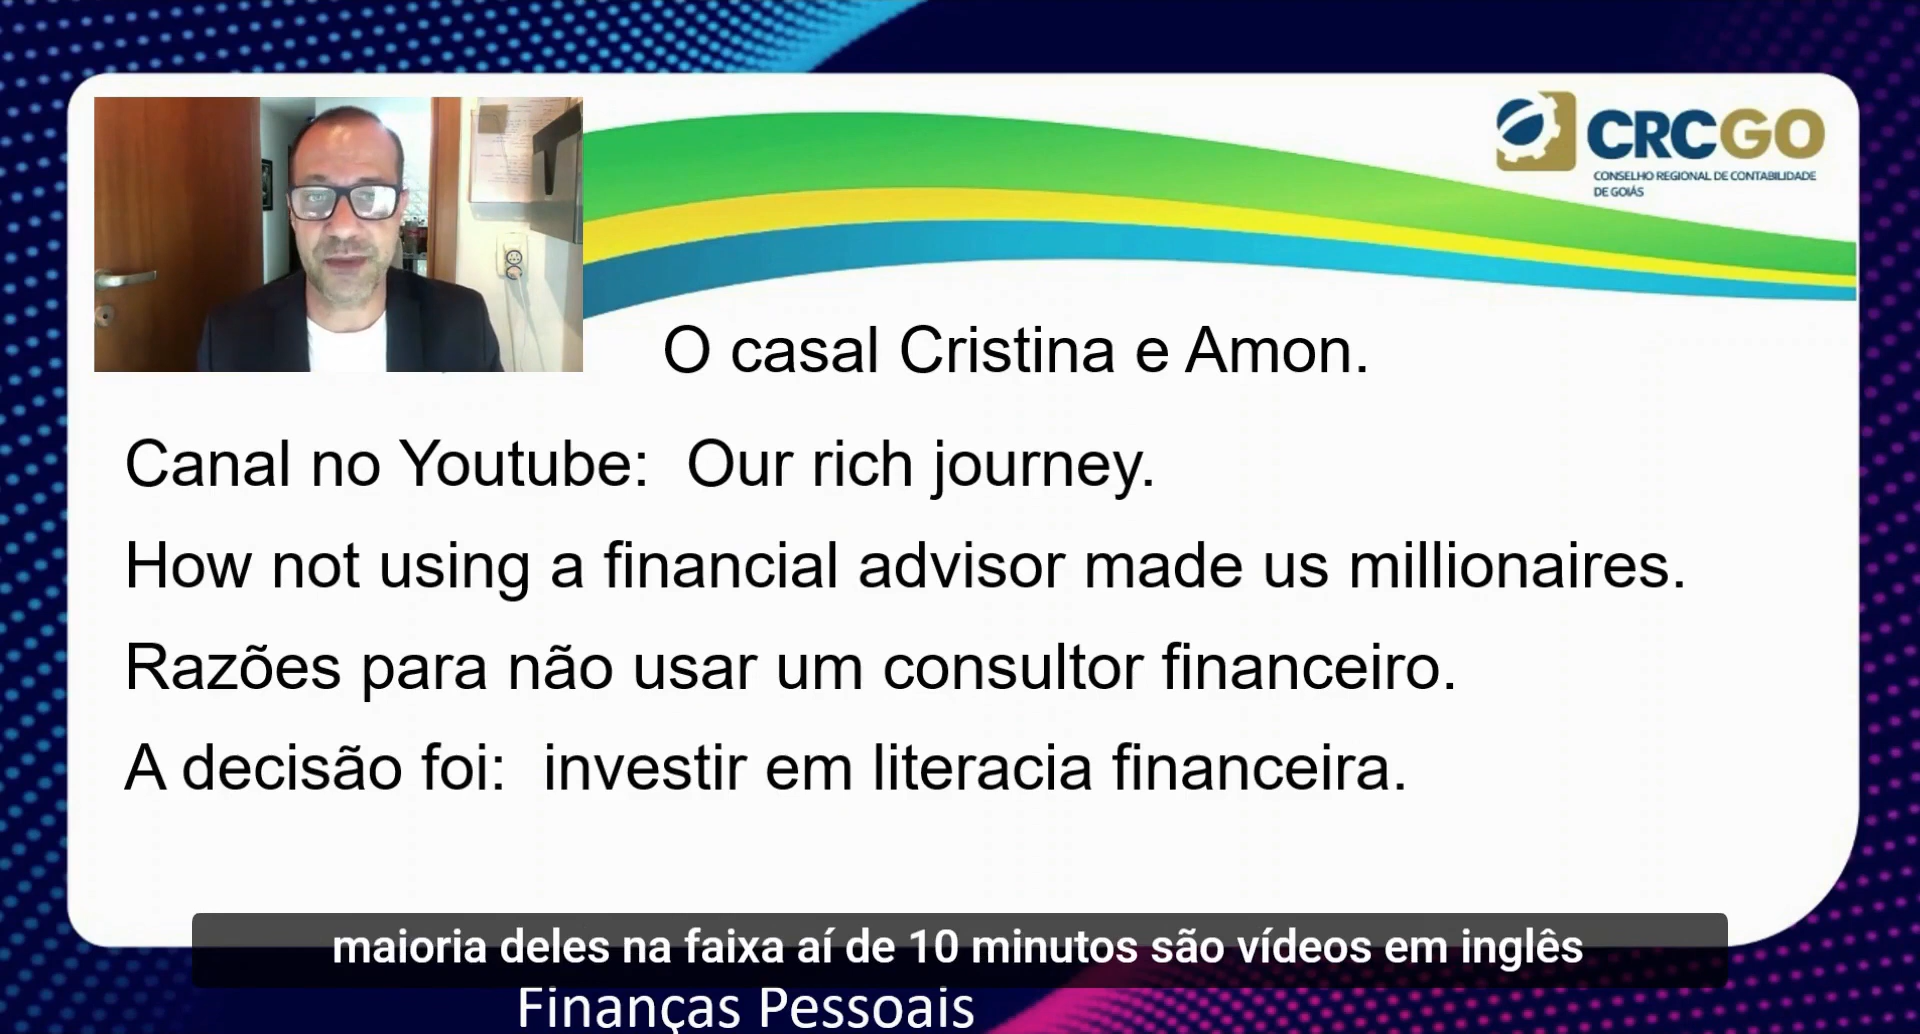 CRCGO
CONSELHO REGIONAL DE CONTABILIDADE
DE GOIÁS
O casal Cristina e Amon.
Canal no Youtube: Our rich journey.
How not using a financial advisor made us millionaires.
Razões para não usar um consultor financeiro.
A decisão foi: investir em literacia financeira.
maioria deles na faixa aí de 10 minutos são vídeos em inglês
Finanças Pessoais